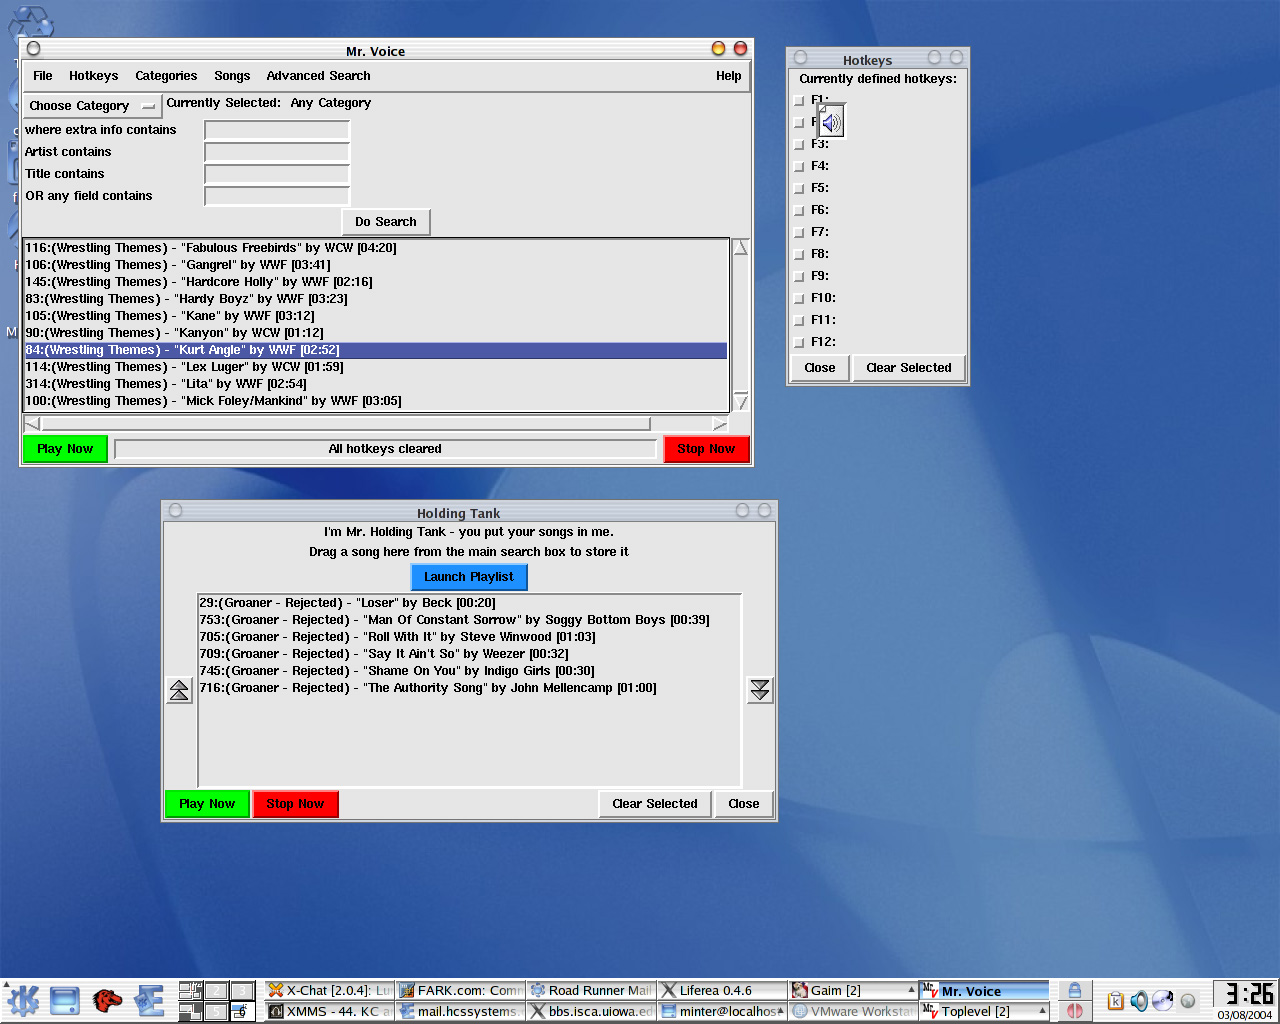 Mr. Voice
File Hotkeys Categories Songs Advanced Search Help
Choose Category Currently Selected: Any Category
where extra info contains
Artist contains
Title contains
OR any field contains
Do Search
116:(Wrestling Themes) - "Fabulous Freebirds" by WCW [04:20]
106:(Wrestling Themes) - "Gangrel" by WWF [03:41]
145:(Wrestling Themes) - "Hardcore Holly" by WWF [02:16]
83:(Wrestling Themes) - "Hardy Boyz" by WWF [03:23]
105:(Wrestling Themes) - "Kane" by WWF [03:12]
90:(Wrestling Themes) - "Kanyon" by WCW [01:12]
84:(Wrestling Themes) - "Kurt Angle" by WWF [02:52]
114:(Wrestling Themes) - "Lex Luger" by WCW [01:59]
314:(Wrestling Themes) - "Lita" by WWF [02:54]
100:(Wrestling Themes) - "Mick Foley/Mankind" by WWF [03:05]
Play Now All hotkeys cleared Stop Now
Hotkeys
Currently defined hotkeys:
F1:
F
F3:
F4:
F5:
F6:
F7:
F8:
F9:
F10:
F11:
F12:
Close Clear Selected
Holding Tank
I'm Mr. Holding Tank - you put your songs in me.
Drag a song here from the main search box to store it
Launch Playlist
29:(Groaner - Rejected) - "Loser" by Beck [00:20]
753:(Groaner - Rejected) - "Man Of Constant Sorrow" by Soggy Bottom Boys [00:39]
705:(Groaner - Rejected) - "Roll With It" by Steve Winwood [01:03]
709:(Groaner - Rejected) - "Say It Ain't So" by Weezer [00:32]
745:(Groaner - Rejected) - "Shame On You" by Indigo Girls [00:30]
716:(Groaner - Rejected) - "The Authority Song" by John Mellencamp [01:00]
Play Now Stop Now Clear Selected Close
2 3 X-Chat [2.0.4]: Lu FARK.com: Comm Road Runner Mail Liferea 0.4.6 Gaim [2] Mr. Voice 3:26
5 XMMS - 44. KC a mail.hcssystems. bbs.isca.uiowa.ed minter@localhos VMware Workstat Toplevel [2] 03/08/2004